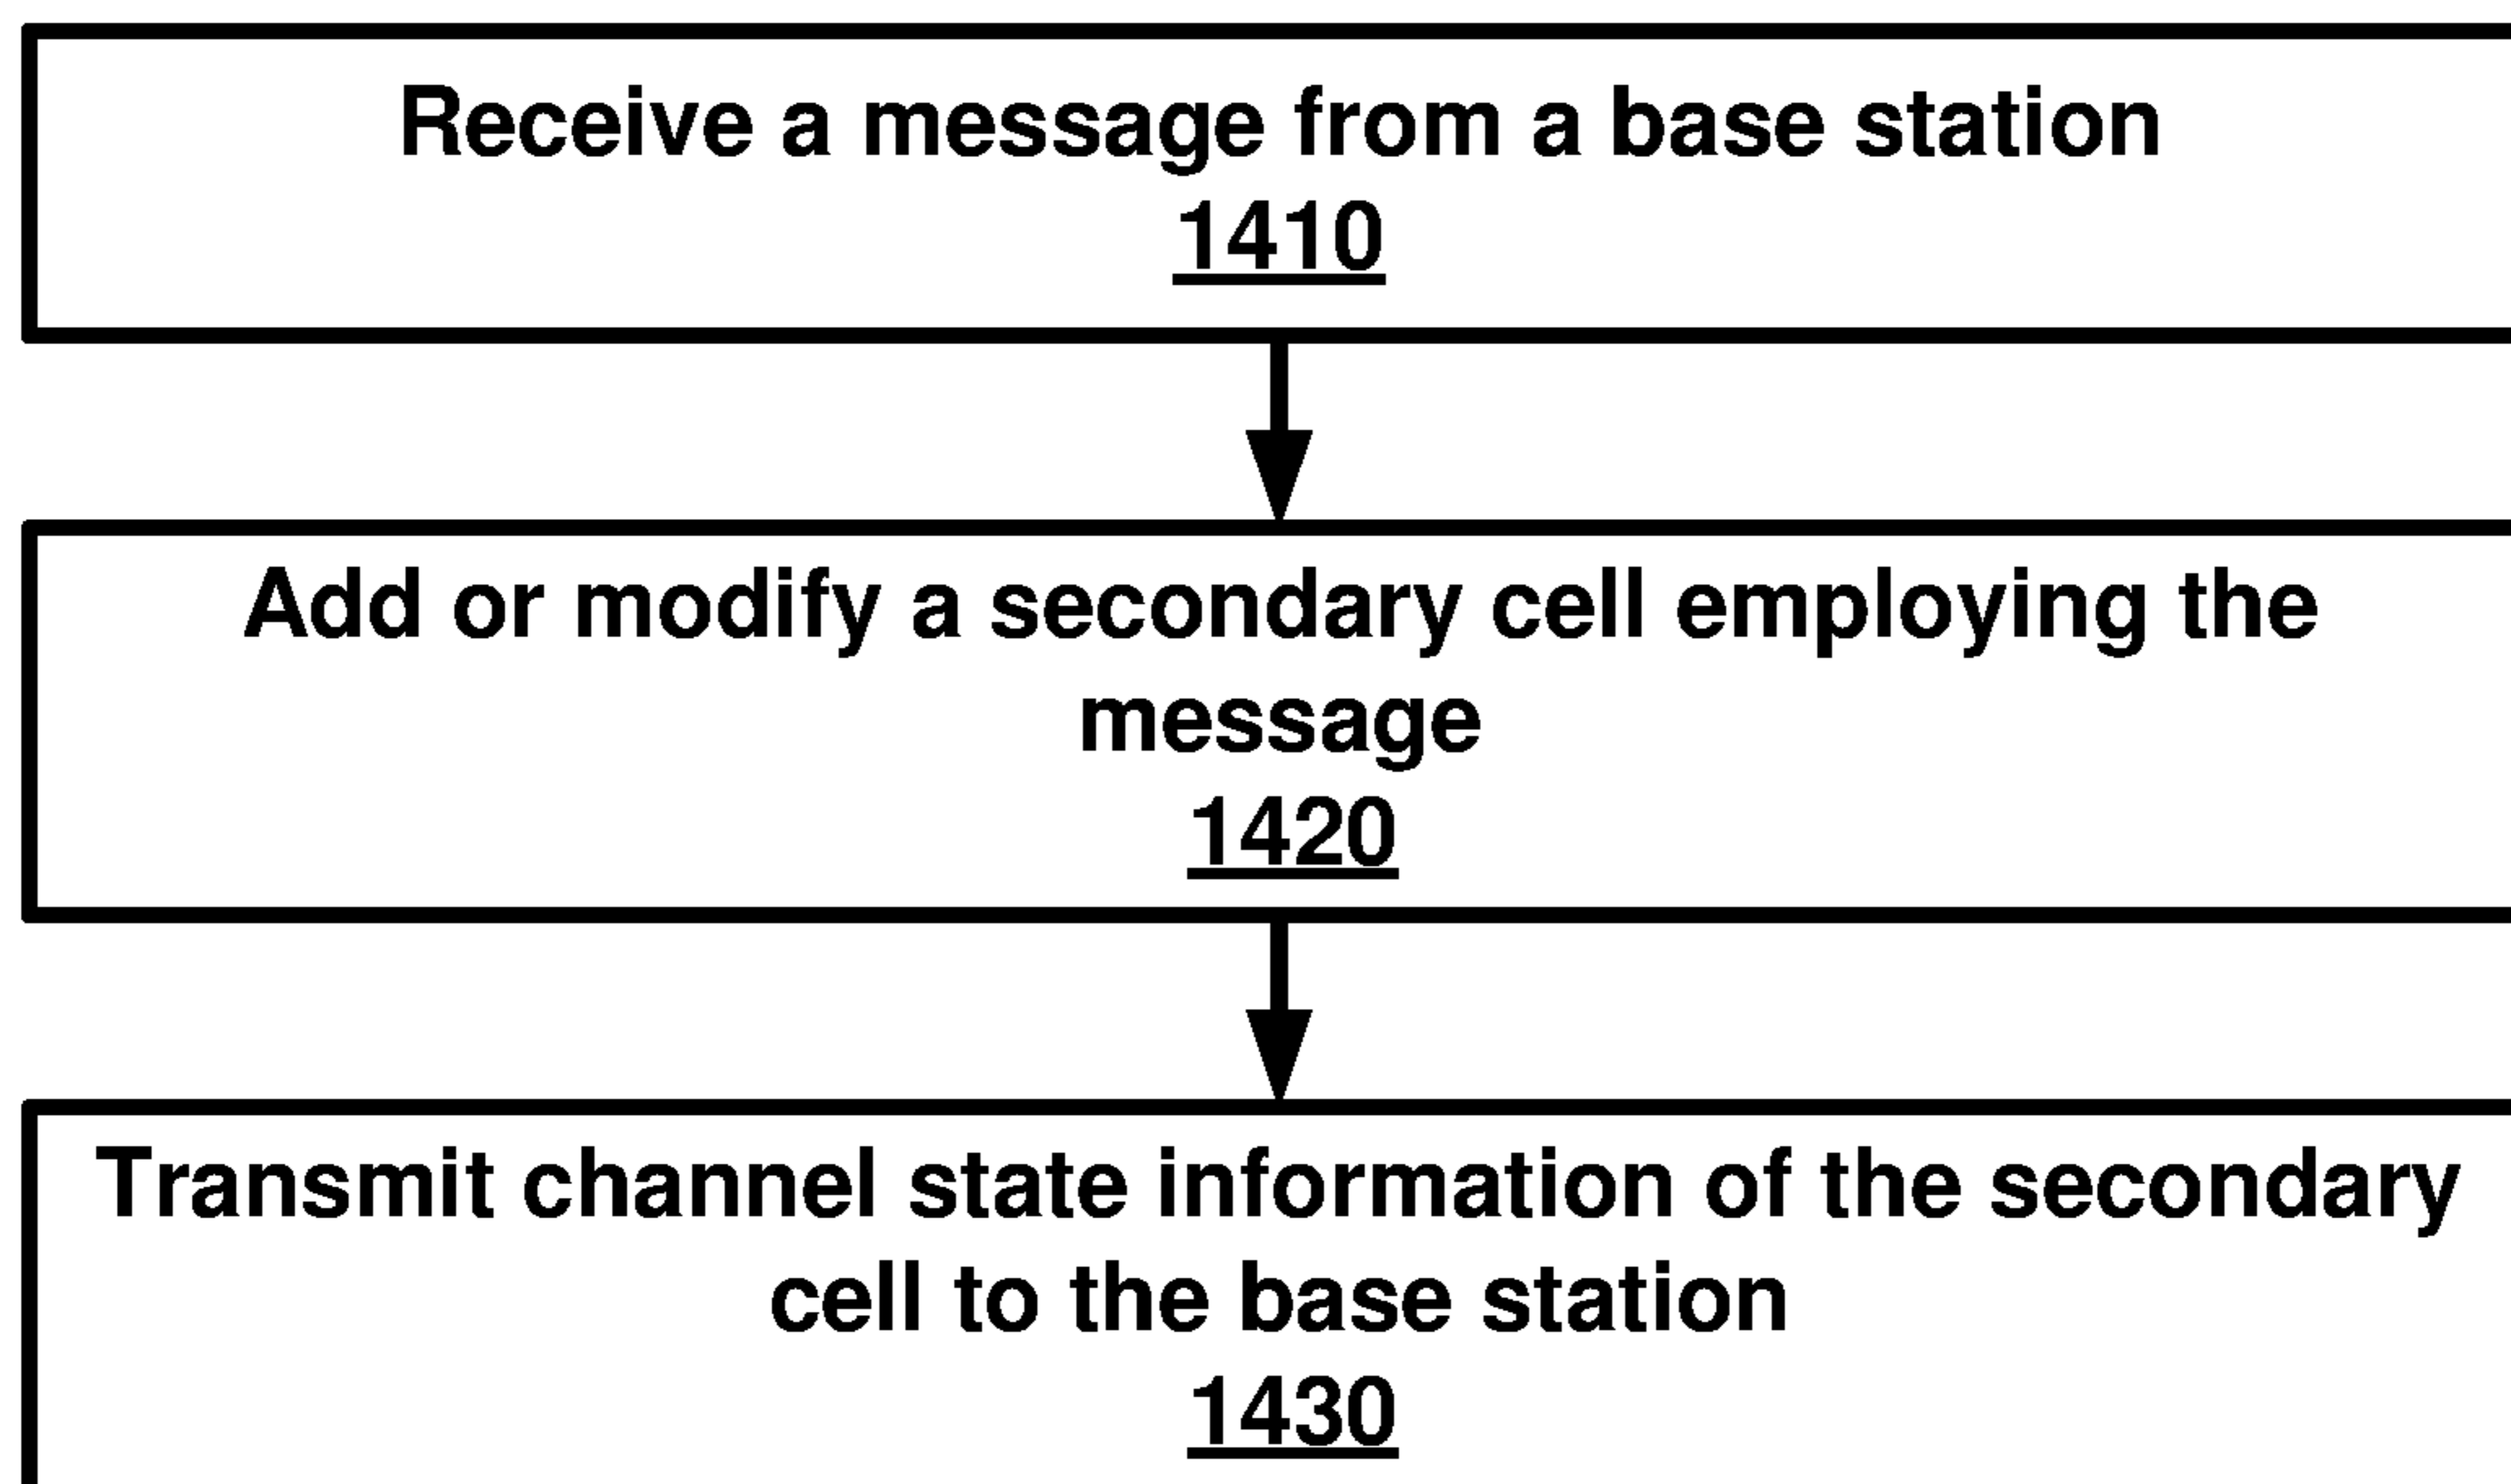 Receive a message from a base station
1410
Add or modify a secondary cell employing the
message
1420
Transmit channel state information of the secondary
cell to the base station
1430